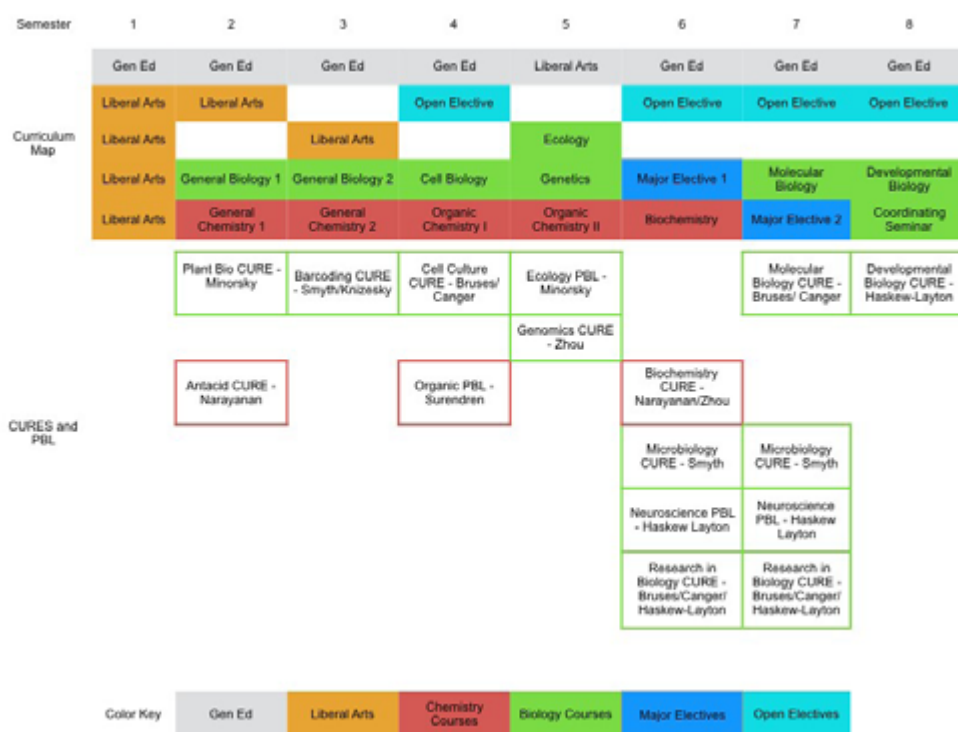 Semester 1 2 3 4 5 6 7 8
Gen Ed Gen Ed Gen Ed Gen Ed Liberal Arts Gen Ed Gen Ed Gen Ed
Liberal Arts Liberal Arts Open Elective Open Elective Open Elective Open Elective
Curriculum
Map
Liberal Arts Liberal Arts Ecology
Liberal Arts General Biology 1 General Biology 2 Cell Biology Genetics Major Elective 1 Molecular Developmental
Biology Biology
Liberal Arts General General Organic Organic Biochemistry Major Elective 2 Coordinating
Chemistry 1 Chemistry 2 Chemistry I Chemistry II Seminar
Plant Bio CURE -
Minorsky
Barcoding CURE
- Smyth/Knizesky
Cell Culture
CURE - Bruses/
Canger
Ecology PBL -
Minorsky
Molecular
Biology CURE -
Bruses/ Canger
Developmental
Biology CURE -
Haskew-Layton
Genomics CURE
- Zhou
CURES and
PBL
Antacid CURE -
Narayanan
Organic PBL -
Surendren
Biochemistry
CURE -
Narayanan/Zhou
Microbiology
CURE - Smyth
Microbiology
CURE - Smyth
Neuroscience PBL
- Haskew Layton
Neuroscience
PBL - Haskew
Layton
Research in
Biology CURE -
Bruses/Canger/
Haskew-Layton
Research in
Biology CURE -
Bruses/Canger/
Haskew-Layton
Color Key Gen Ed Liberal Arts Chemistry Biology Courses Major Electives Open Electives
Courses